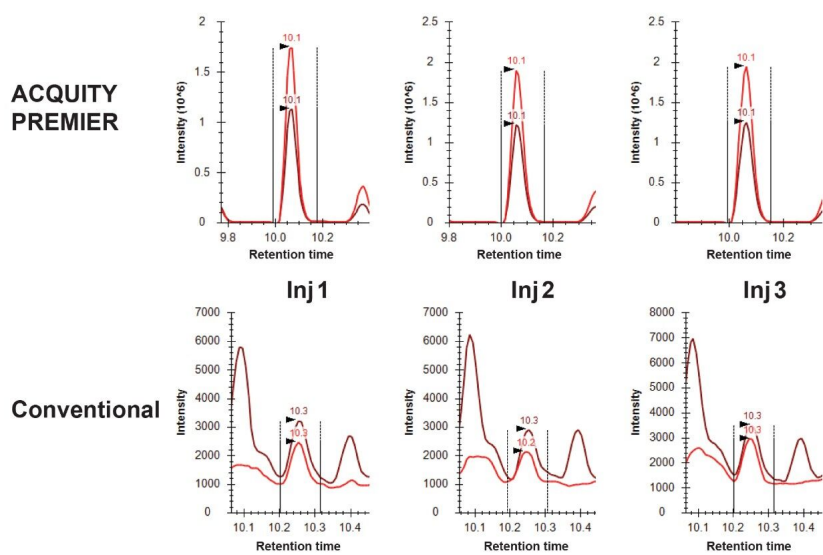 ACQUITY
PREMIER
Intensity (10^6)
2
1.5
1
0.5
0
10.1
10.1
9.8 10.0 10.2
Retention time
Intensity (10^6)
2.5
2
1.5
1
0.5
0
10.1
10.1
9.8 10.0 10.2
Retention time
Intensity (10^6)
2.5
2
1.5
1
0.5
0
10.1
10.1
10.0 10.2
Retention time
Inj 1
Inj 2
Inj 3
Conventional
Intensity
7000
6000
5000
4000
3000
2000
1000
0
10.3
10.3
10.1 10.2 10.3 10.4
Retention time
Intensity
7000
6000
5000
4000
3000
2000
1000
0
10.3
10.2
10.1 10.2 10.3 10.4
Retention time
Intensity
8000
7000
6000
5000
4000
3000
2000
1000
0
10.3
10.3
10.1 10.2 10.3 10.4
Retention time